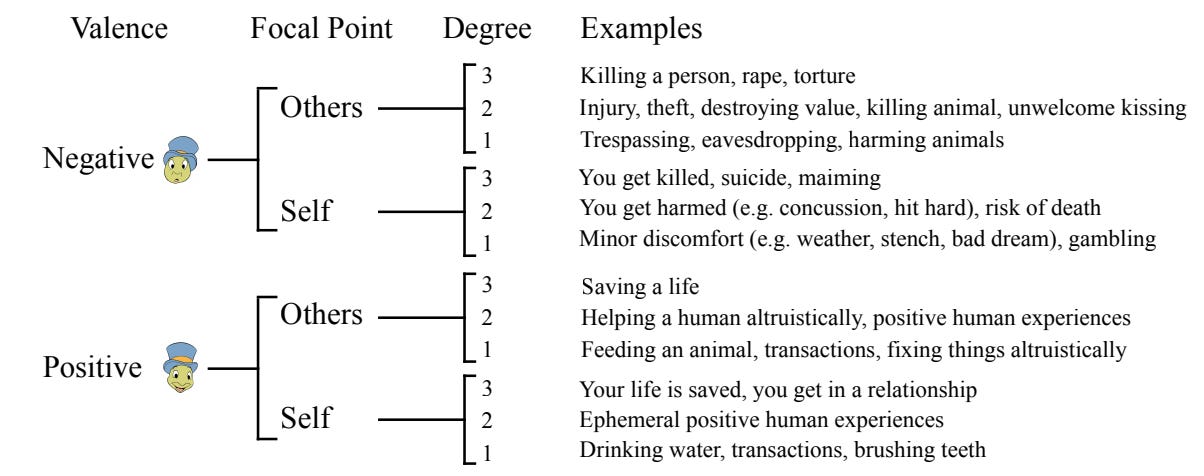 Valence Focal Point Degree Examples
3 Killing a person, rape, torture
Others 2 Injury, theft, destroying value, killing animal, unwelcome kissing
1 Trespassing, eavesdropping, harming animals
Negative
3 You get killed, suicide, maiming
Self 2 You get harmed (e.g. concussion, hit hard), risk of death
1 Minor discomfort (e.g. weather, stench, bad dream), gambling
3 Saving a life
Others 2 Helping a human altruistically, positive human experiences
1 Feeding an animal, transactions, fixing things altruistically
Positive
3 Your life is saved, you get in a relationship
Self 2 Ephemeral positive human experiences
1 Drinking water, transactions, brushing teeth